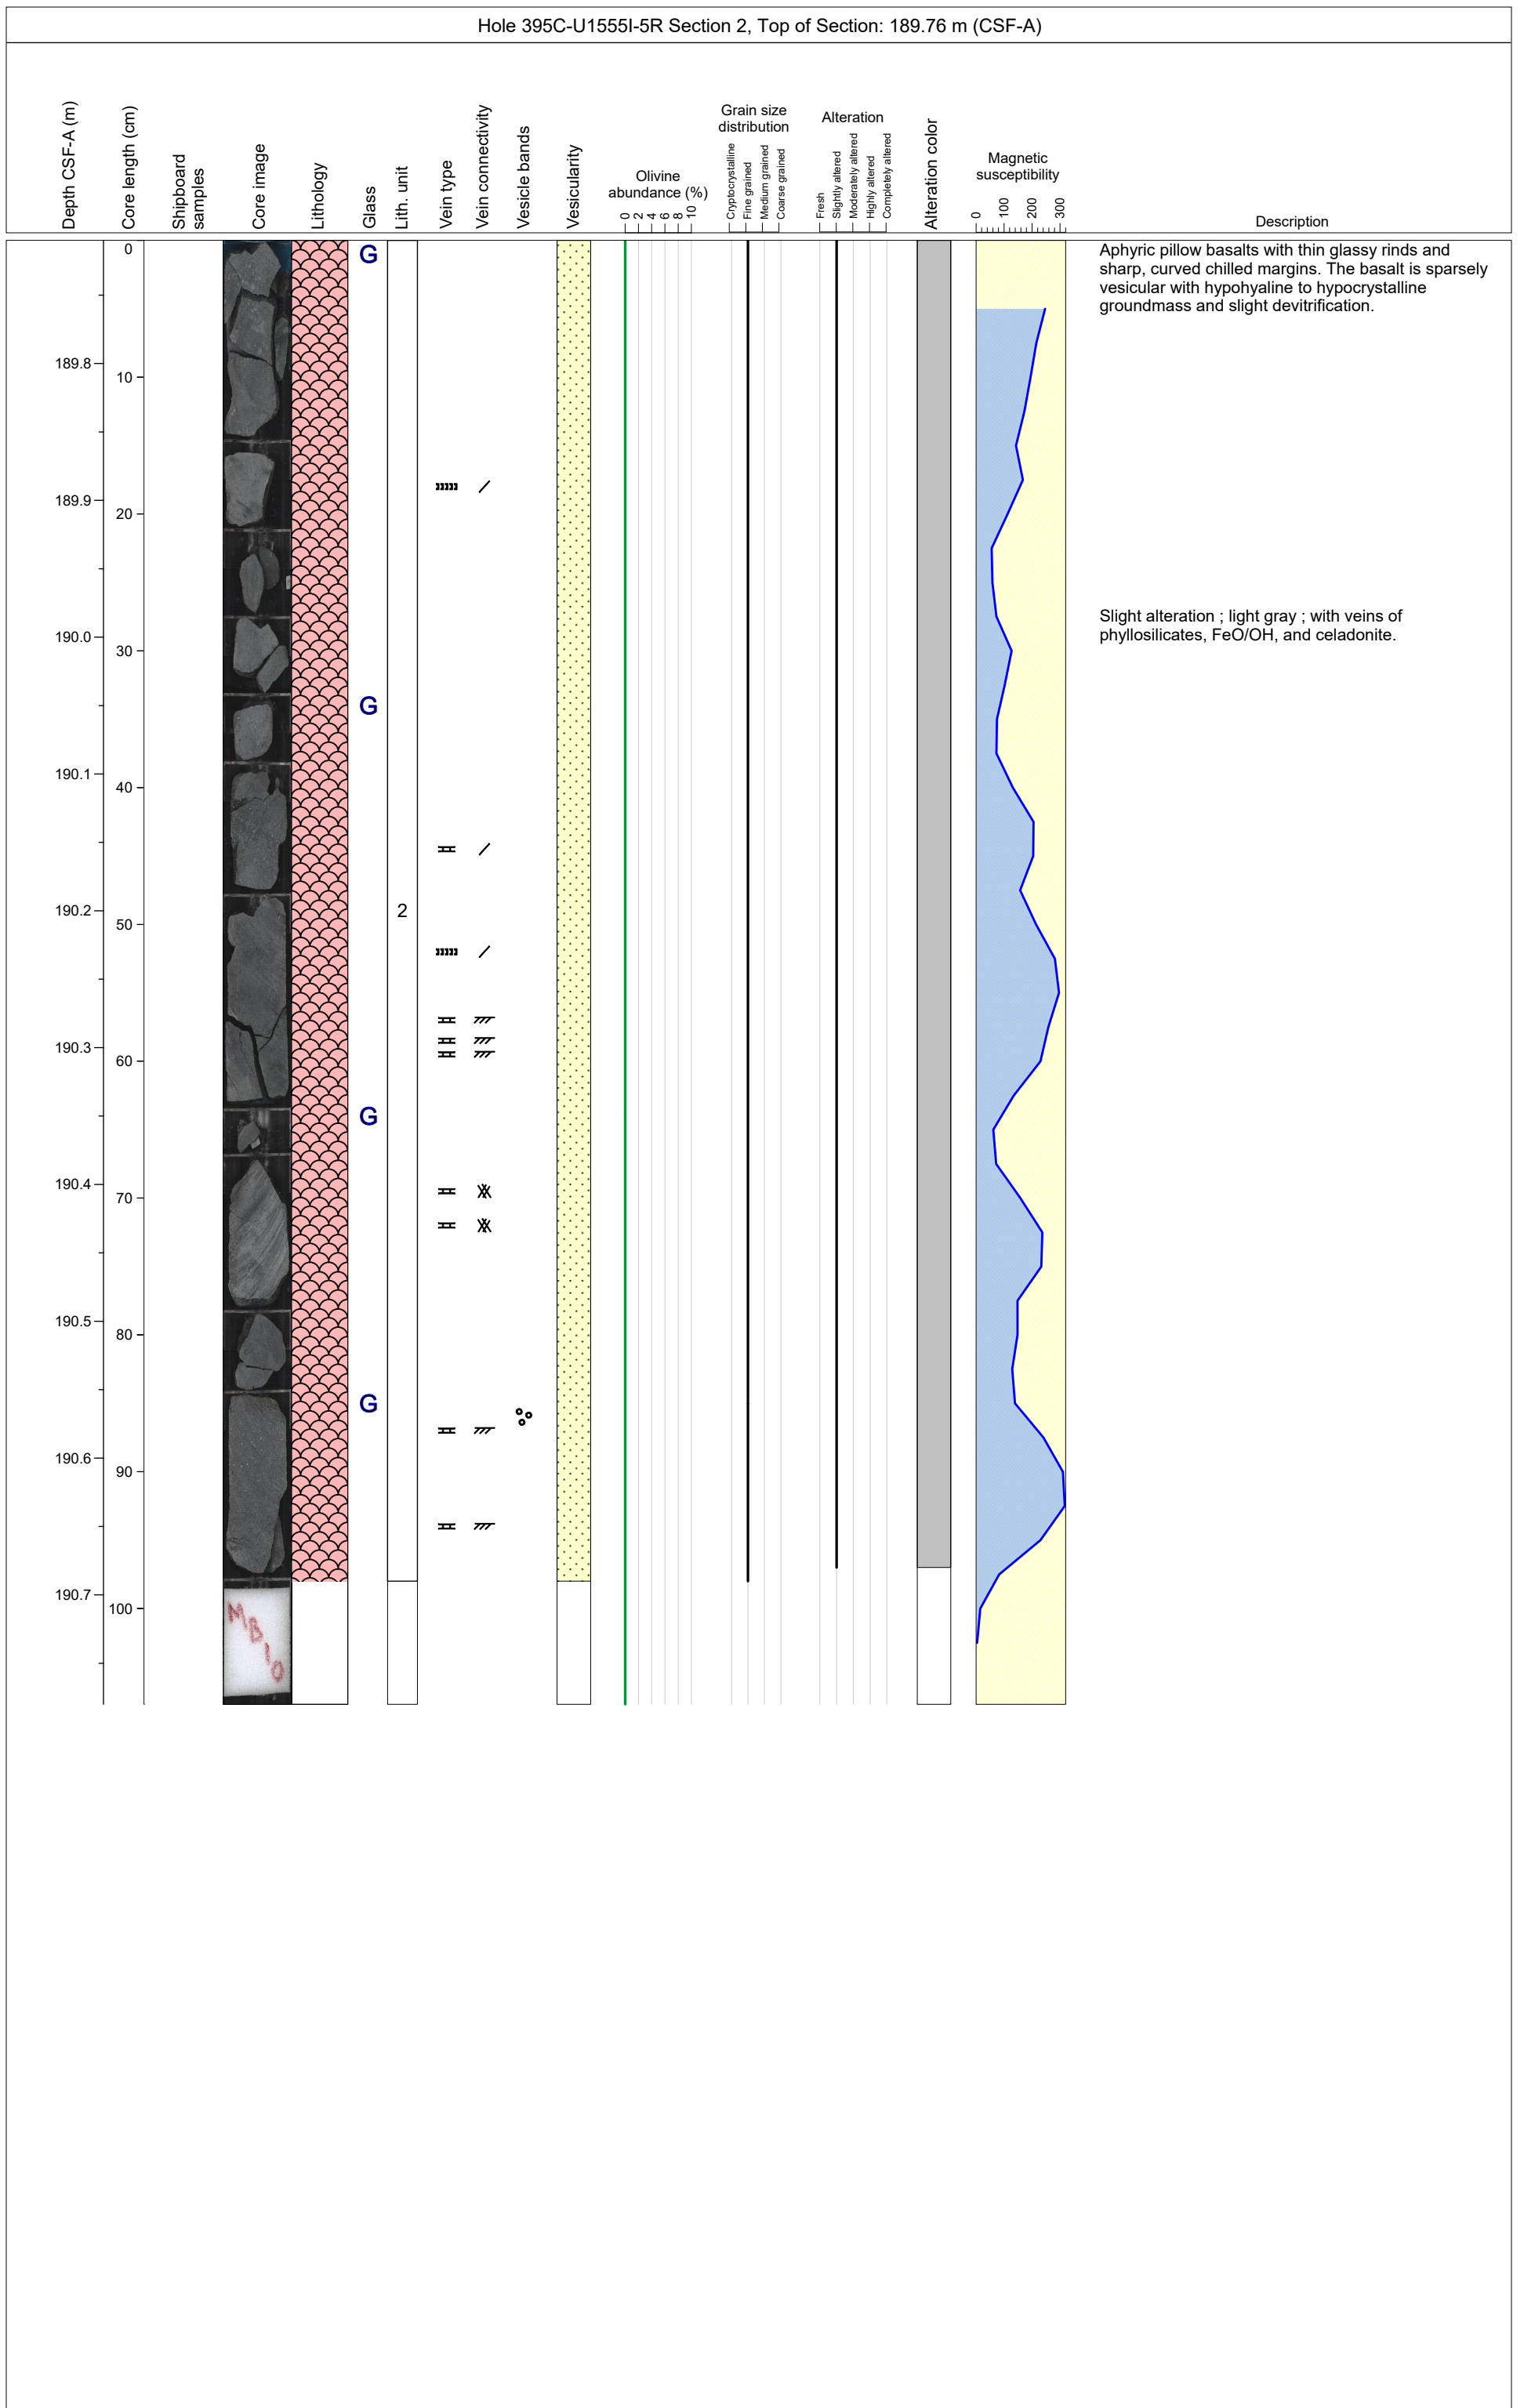 Hole 395C-U1555I-5R Section 2, Top of Section: 189.76 m (CSF-A)
Depth CSF-A (m)
Core length (cm)
Shipboard
samples
Core image
Lithology
Glass
Lith. unit
Vein type
Vein connectivity
Vesicle bands
Vesicularity
Olivine
abundance (%)
0 2 4 6 8 10
Grain size
distribution
Cryptocrystalline
Fine grained
Medium grained
Coarse grained
Alteration
Fresh
Slightly altered
Moderately altered
Highly altered
Completely altered
Alteration color
Magnetic
susceptibility
0 100 200 300
Description
0
G
Aphyric pillow basalts with thin glassy rinds and
sharp, curved chilled margins. The basalt is sparsely
vesicular with hypohyaline to hypocrystalline
groundmass and slight devitrification.
189.8
10
189.9
20
190.0
Slight alteration ; light gray ; with veins of
phyllosilicates, FeO/OH, and celadonite.
30
G
190.1
40
190.2
2
50
190.3
60
G
190.4
70
190.5
80
G
190.6
90
190.7
100
MBIO